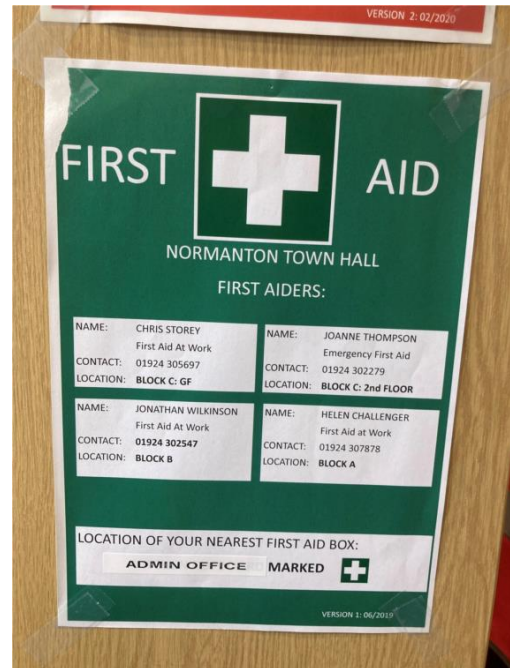 VERSION 2: 02/2020
FIRST AID
NORMANTON TOWN HALL
FIRST AIDERS:
NAME: CHRIS STOREY
First Aid At Work
CONTACT: 01924 305697
LOCATION: BLOCK C: GF
NAME: JOANNE THOMPSON
Emergency First Aid
CONTACT: 01924 302279
LOCATION: BLOCK C: 2nd FLOOR
NAME: JONATHAN WILKINSON
First Aid At Work
CONTACT: 01924 302547
LOCATION: BLOCK B
NAME: HELEN CHALLENGER
First Aid at Work
CONTACT: 01924 307878
LOCATION: BLOCK A
LOCATION OF YOUR NEAREST FIRST AID BOX:
ADMIN OFFICE MARKED
VERSION 1: 06/2019